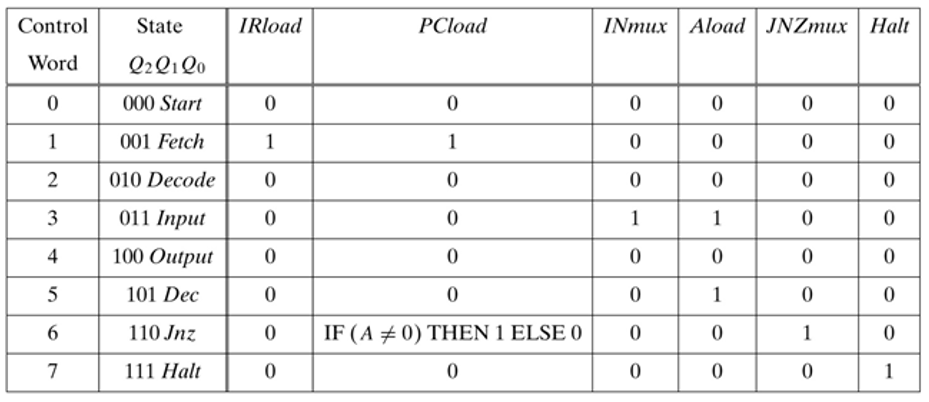 Control Word State Q₂Q₁Q₀ IRload PCload INmux Aload JNZmux Halt
0 000 Start 0 0 0 0 0 0
1 001 Fetch 1 1 0 0 0 0
2 010 Decode 0 0 0 0 0 0
3 011 Input 0 0 1 1 0 0
4 100 Output 0 0 0 0 0 0
5 101 Dec 0 0 0 1 0 0
6 110 Jnz 0 IF (A ≠ 0) THEN 1 ELSE 0 0 0 1 0
7 111 Halt 0 0 0 0 0 1